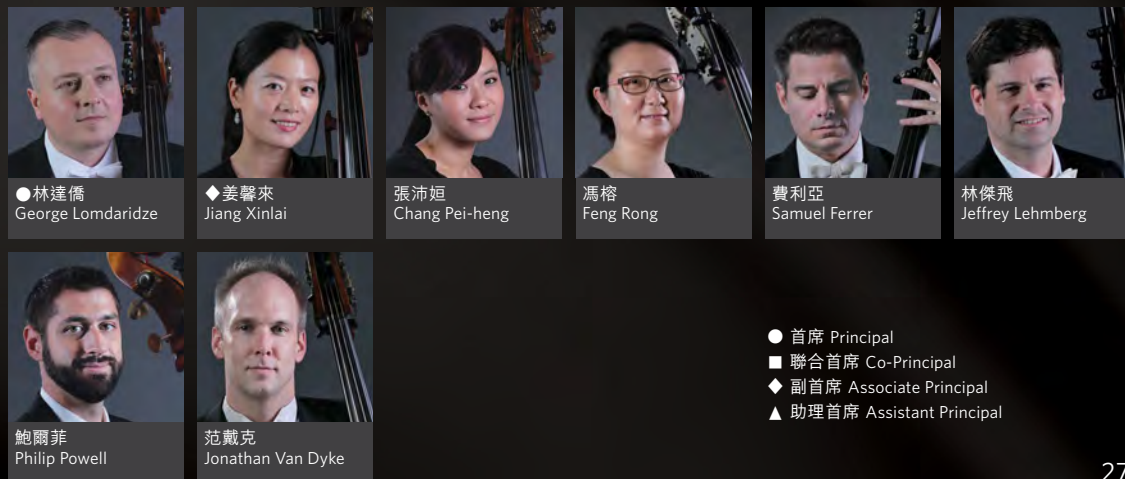 ●林達僑
George Lomdaridze
◆姜馨來
Jiang Xinlai
張沛姮
Chang Pei-heng
馮榕
Feng Rong
費利亞
Samuel Ferrer
林傑飛
Jeffrey Lehmberg
鮑爾菲
Philip Powell
范戴克
Jonathan Van Dyke
● 首席 Principal
■ 聯合首席 Co-Principal
◆ 副首席 Associate Principal
▲ 助理首席 Assistant Principal
27